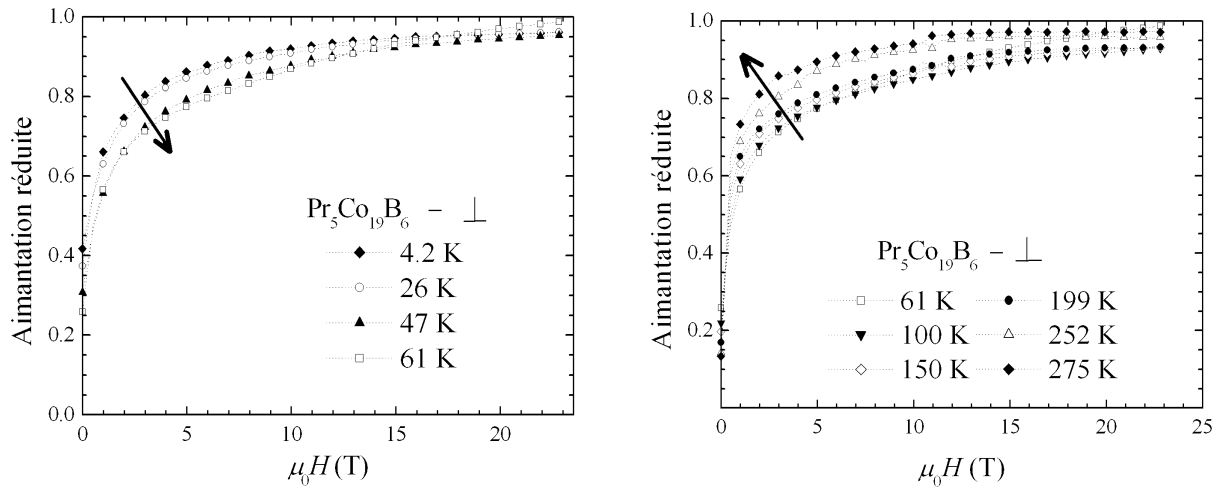 Aimantation réduite
1.0
0.8
0.6
0.4
0.2
0.0
Pr₅Co₁₉B₆ – ⊥
4.2 K
26 K
47 K
61 K
0 5 10 15 20
μ₀H (T)
Aimantation réduite
1.0
0.8
0.6
0.4
0.2
Pr₅Co₁₉B₆ – ⊥
61 K 199 K
100 K 252 K
150 K 275 K
0 5 10 15 20 25
μ₀H (T)